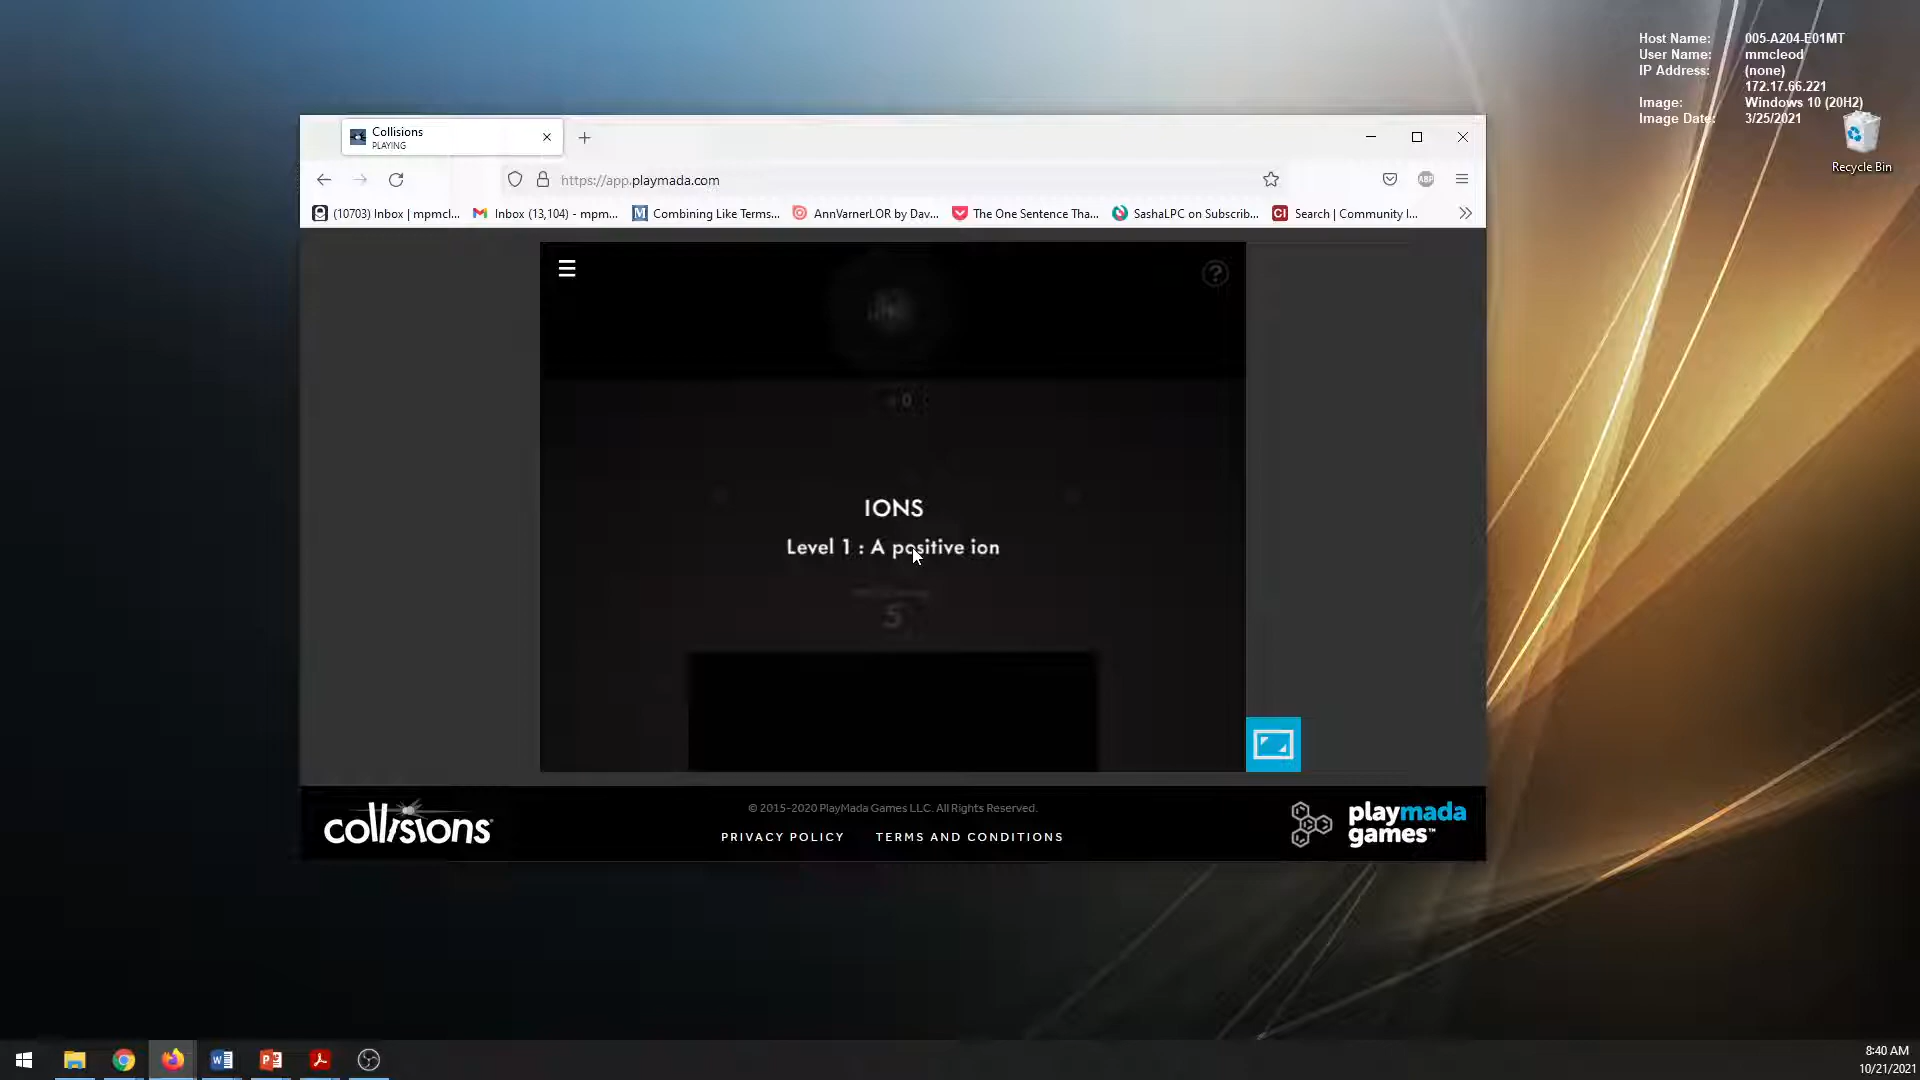 Host Name: 005-A204-E01MT
User Name: mmcleod
IP Address: (none)
172.17.66.221
Image: Windows 10 (20H2)
Image Date: 3/25/2021
Recycle Bin
Collisions
PLAYING
https://app.playmada.com
(10703) Inbox | mpmcl...
Inbox (13,104) - mpm...
Combining Like Terms...
AnnVarnerLOR by Dav...
The One Sentence Tha...
SashaLPC on Subscrib...
Search | Community I...
ABP
CI
0
IONS
Level 1 : A positive ion
5
collisions
© 2015-2020 PlayMada Games LLC. All Rights Reserved.
PRIVACY POLICY TERMS AND CONDITIONS
playmada
games™
8:40 AM
10/21/2021